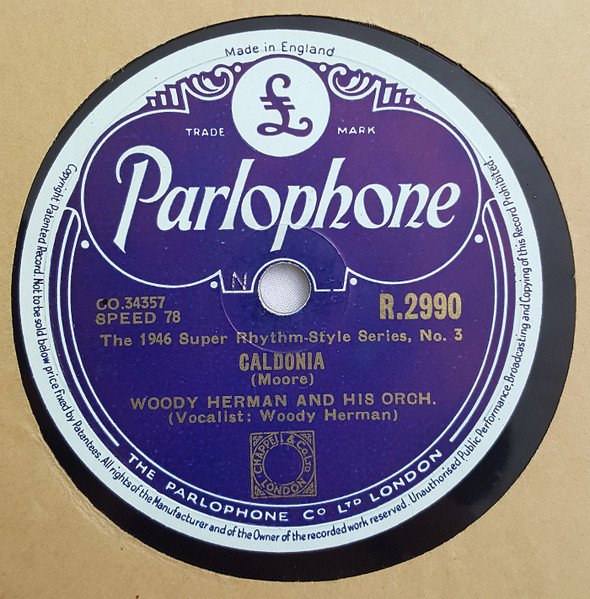 Made in England
£
TRADE MARK
Parlophone
N
CO.34357
SPEED 78
R.2990
The 1946 Super Rhythm-Style Series, No. 3
CALDONIA
(Moore)
WOODY HERMAN AND HIS ORCH.
(Vocalist: Woody Herman)
CHAPPELL & Co LTD
LONDON
THE PARLOPHONE CO LTD LONDON
Copyright Patented Record Not to be sold below price fixed by Patentees. All rights of the Manufacturer and of the Owner of the recorded work reserved. Unauthorised Public Performance, Broadcasting and Copying of this Record Prohibited